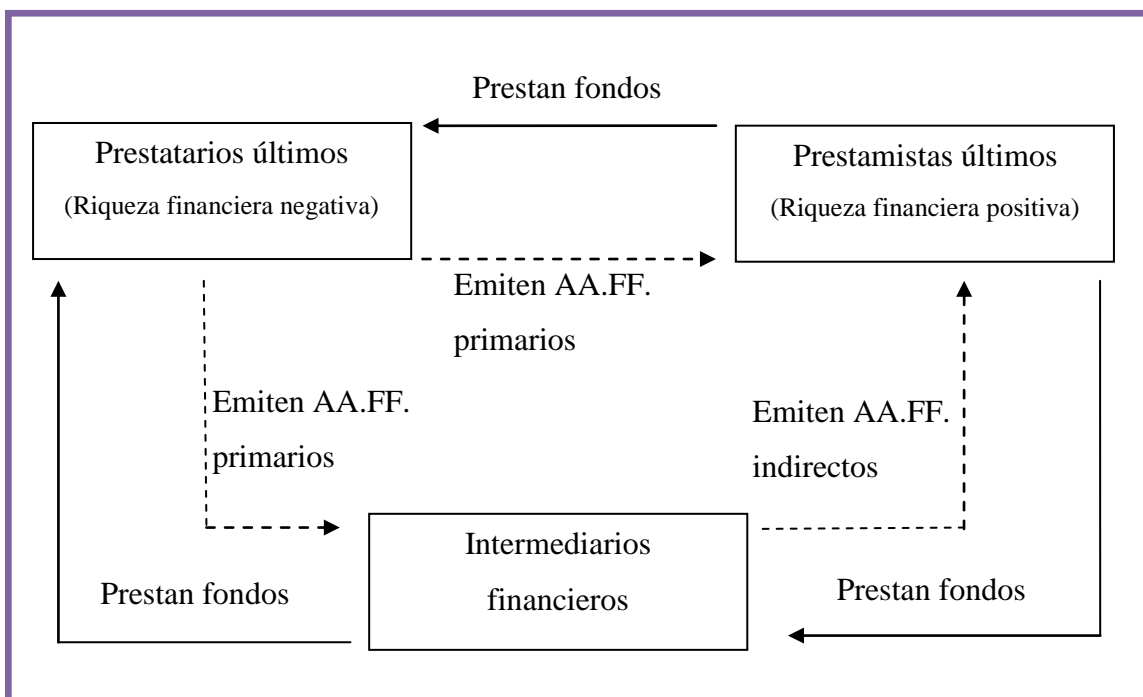 Prestan fondos
Prestatarios últimos
(Riqueza financiera negativa)
Prestamistas últimos
(Riqueza financiera positiva)
Emiten AA.FF.
primarios
Emiten AA.FF.
primarios
Emiten AA.FF.
indirectos
Intermediarios
financieros
Prestan fondos
Prestan fondos